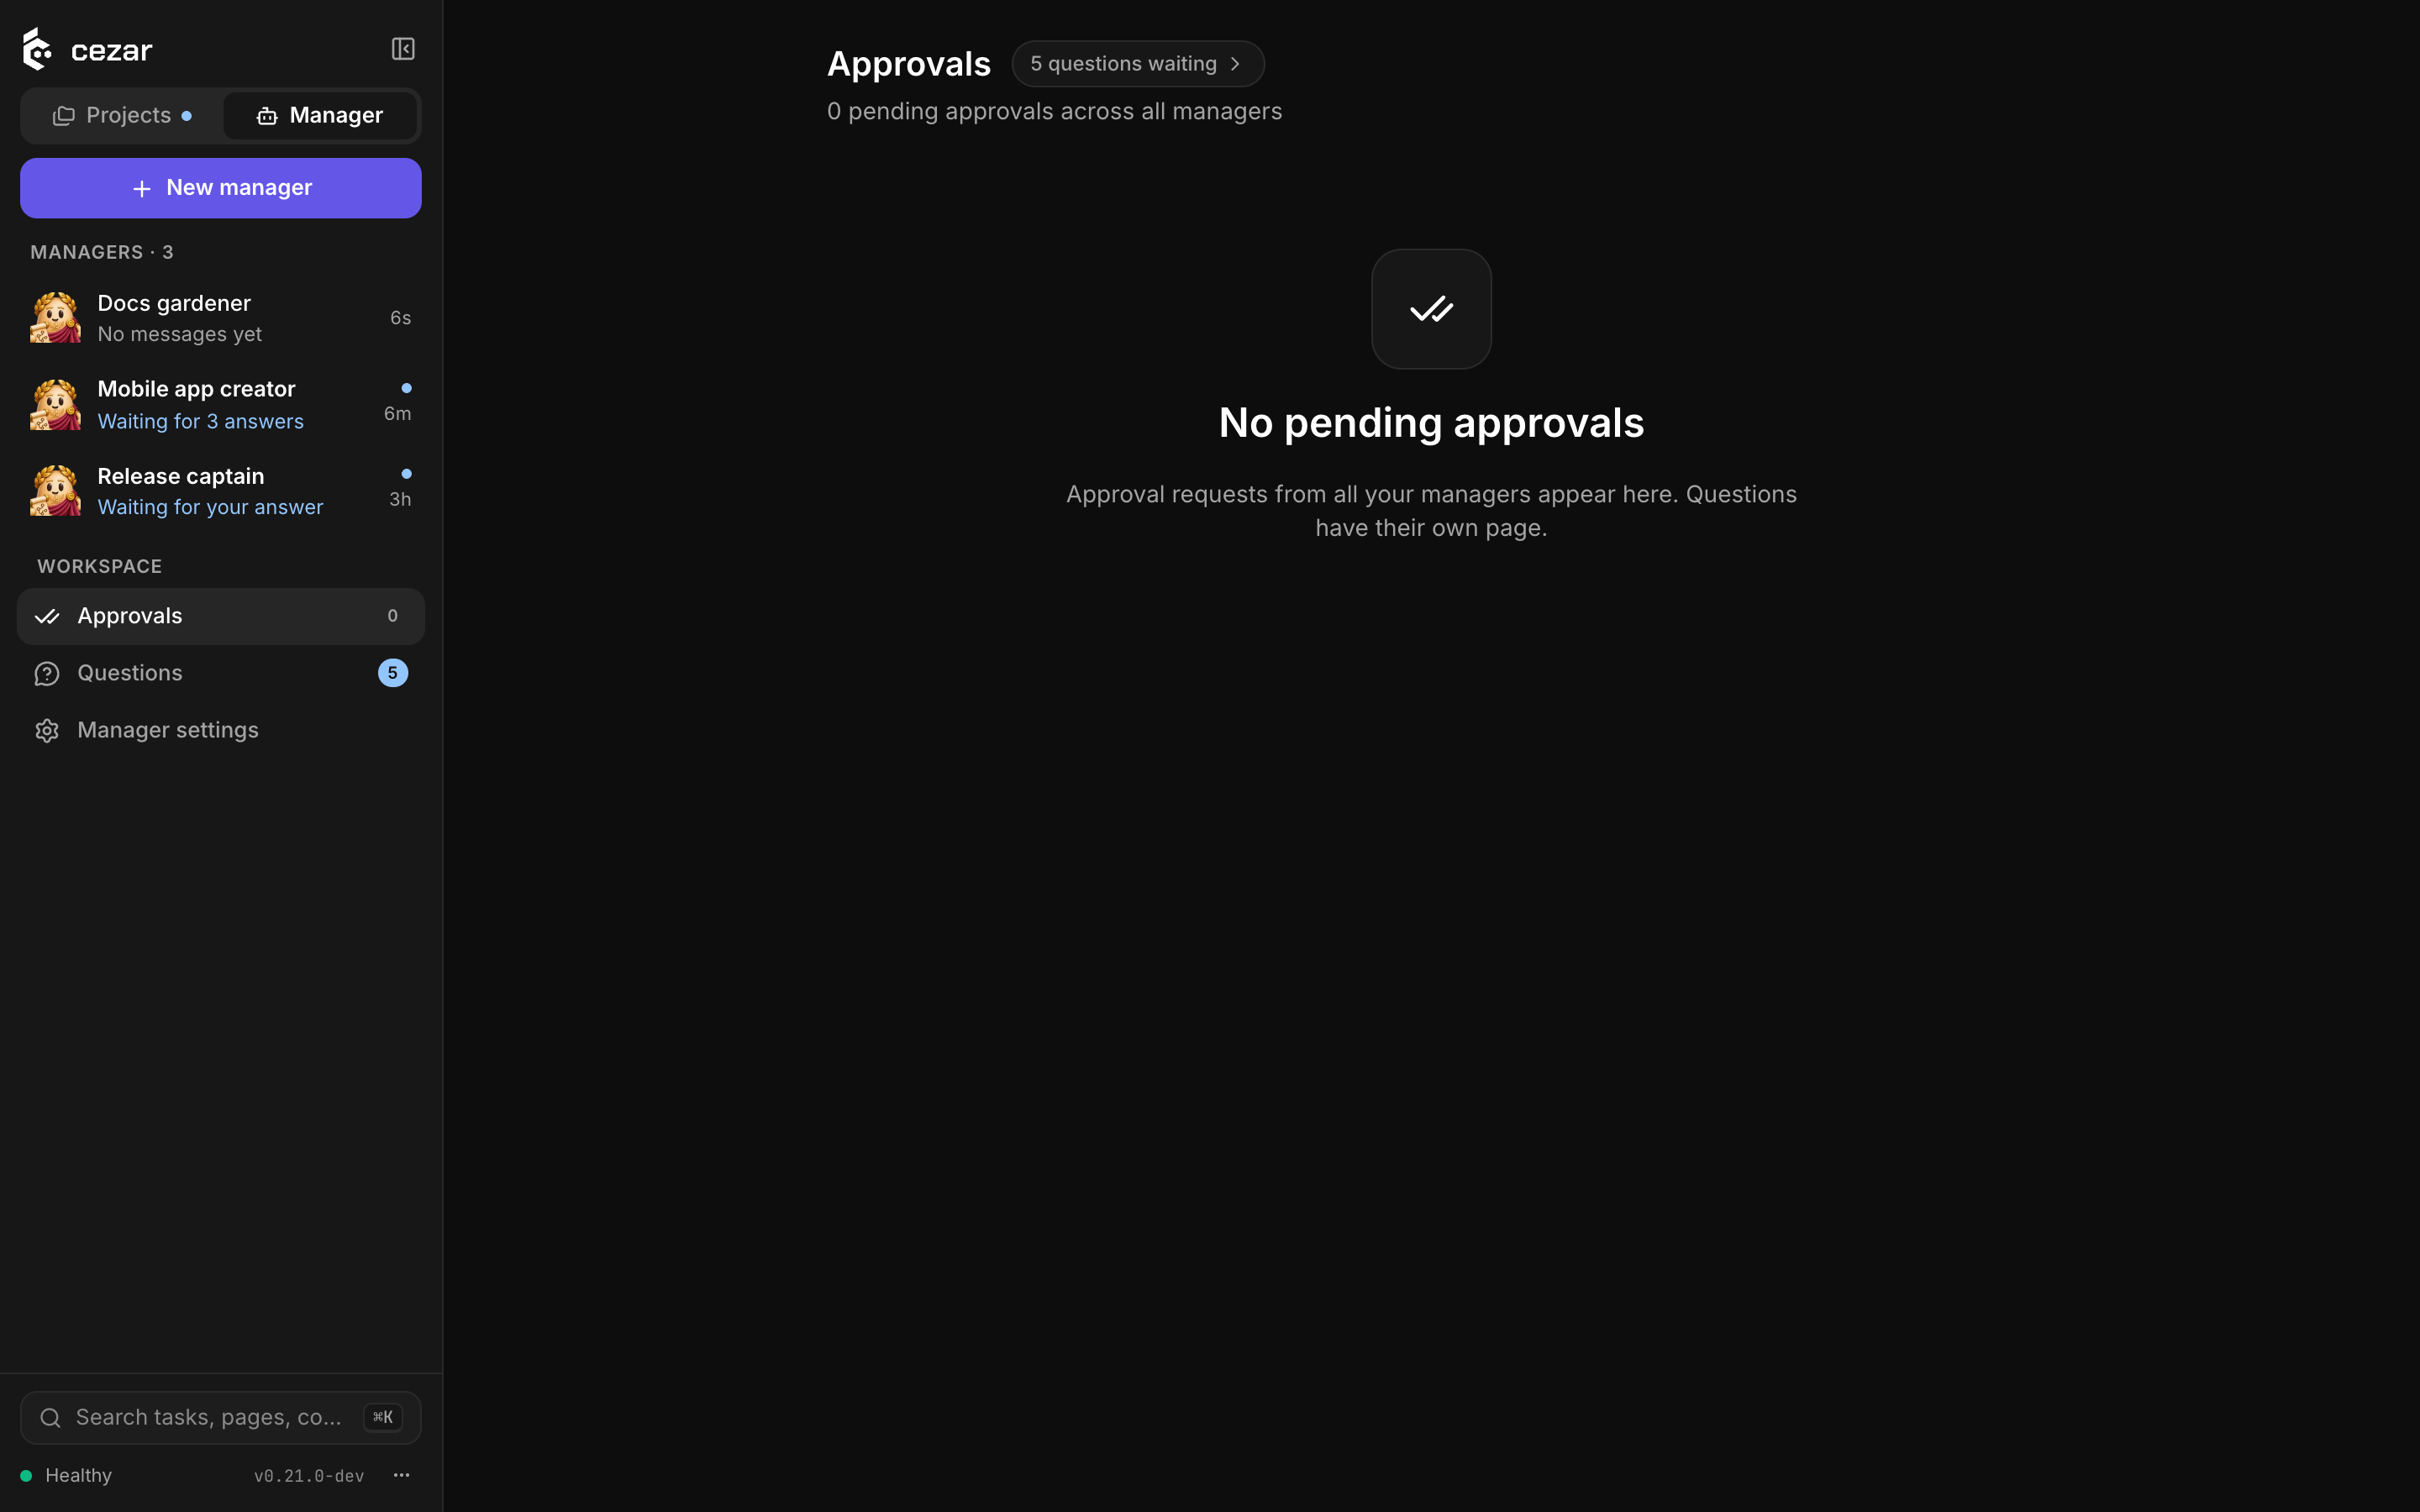 cezar
Projects
Manager
New manager
MANAGERS · 3
Docs gardener
No messages yet
6s
Mobile app creator
Waiting for 3 answers
6m
Release captain
Waiting for your answer
3h
WORKSPACE
Approvals
0
Questions
5
Manager settings
Search tasks, pages, co...
⌘K
Healthy
v0.21.0-dev
Approvals
5 questions waiting
0 pending approvals across all managers
No pending approvals
Approval requests from all your managers appear here. Questions
have their own page.